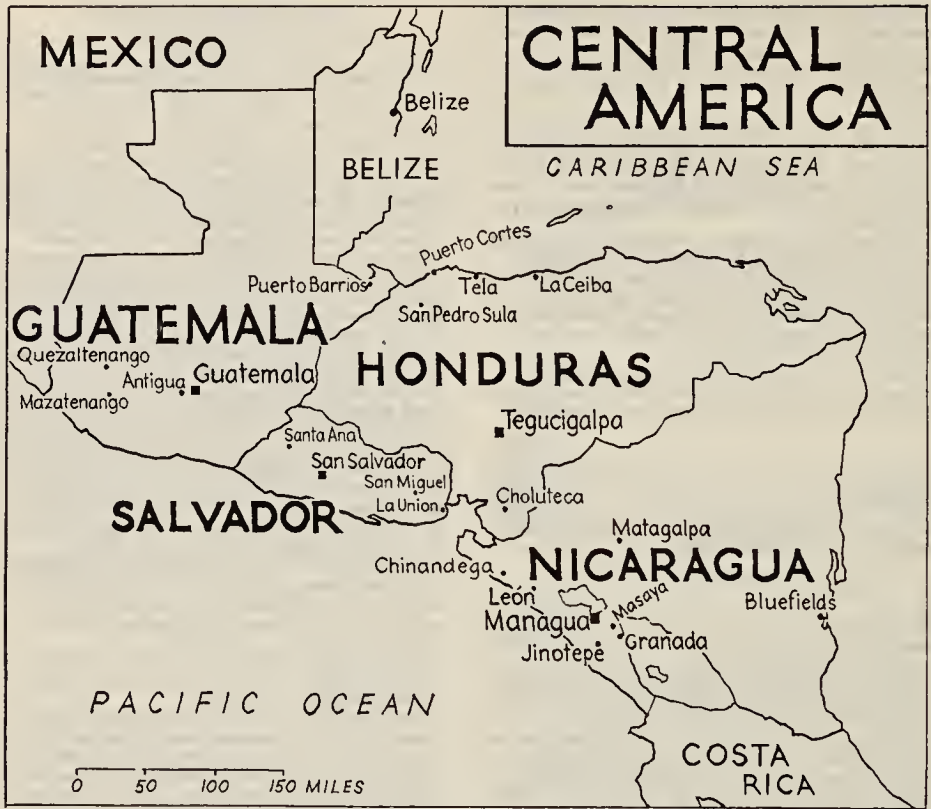 MEXICO
CENTRAL
AMERICA
Belize
BELIZE
CARIBBEAN SEA
Puerto Cortes
Puerto Barrios
Tela
La Ceiba
San Pedro Sula
GUATEMALA
Quezaltenango
Antigua
Guatemala
HONDURAS
Mazatenango
Tegucigalpa
Santa Ana
San Salvador
San Miguel
La Union
Choluteca
SALVADOR
Matagalpa
Chinandega
NICARAGUA
León
Masaya
Bluefields
Managua
Granada
Jinotepe
PACIFIC OCEAN
COSTA
RICA
0 50 100 150 MILES